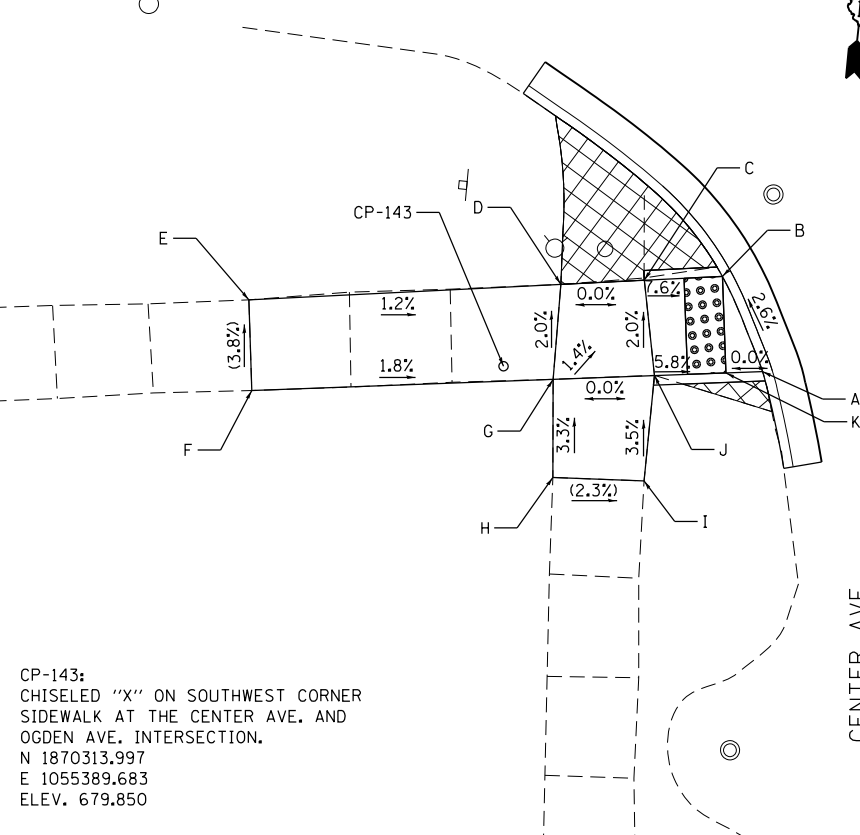 C
CP-143
D
B
E
7.6%
2.6%
0.0%
1.2%
(3.8%)
2.0%
2.0%
1.4%
1.8%
5.8%
0.0%
0.0%
A
K
F
G
3.3%
3.5%
J
(2.3%)
H
I
CENTER AVE
CP-143:
CHISELED "X" ON SOUTHWEST CORNER
SIDEWALK AT THE CENTER AVE. AND
OGDEN AVE. INTERSECTION.
N 1870313.997
E 1055389.683
ELEV. 679.850